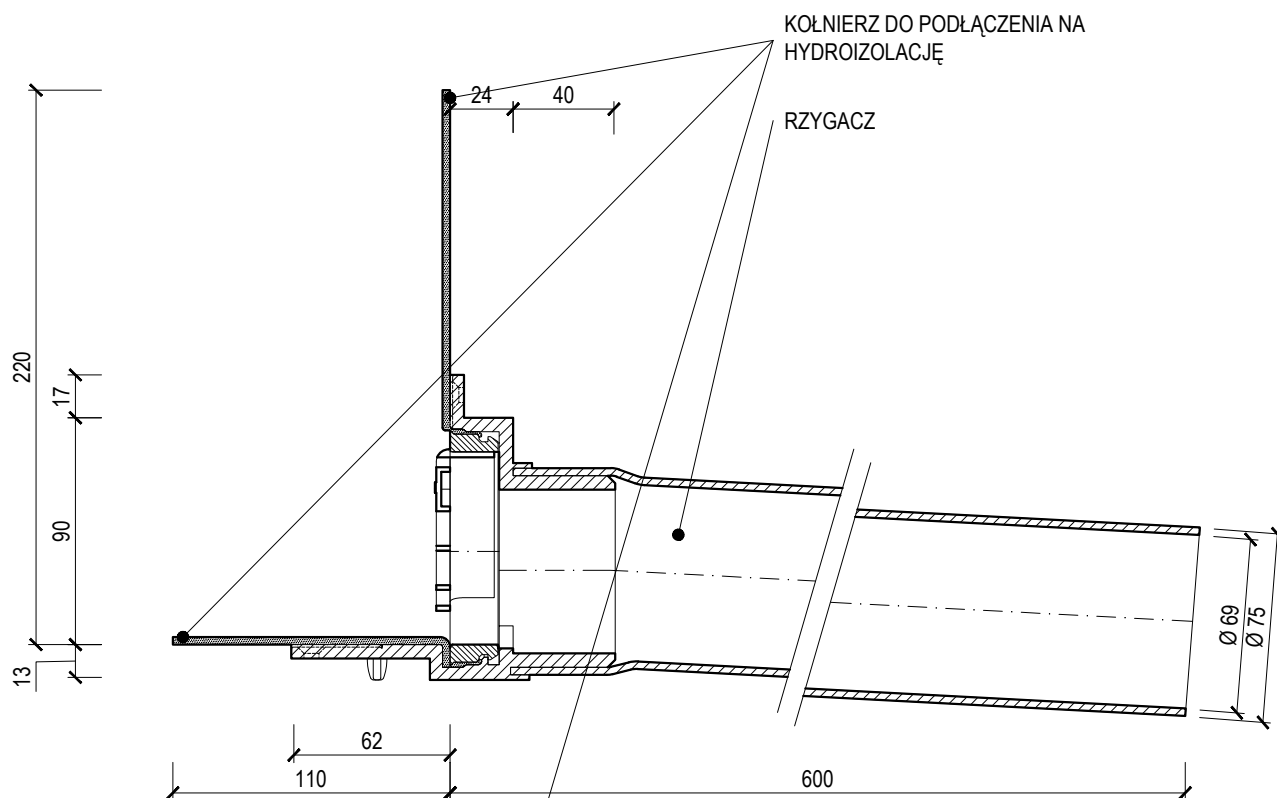 KOŁNIERZ DO PODŁĄCZENIA NA
HYDROIZOLACJĘ
24
40
RZYGACZ
220
17
90
13
Ø 69
Ø 75
62
110
600